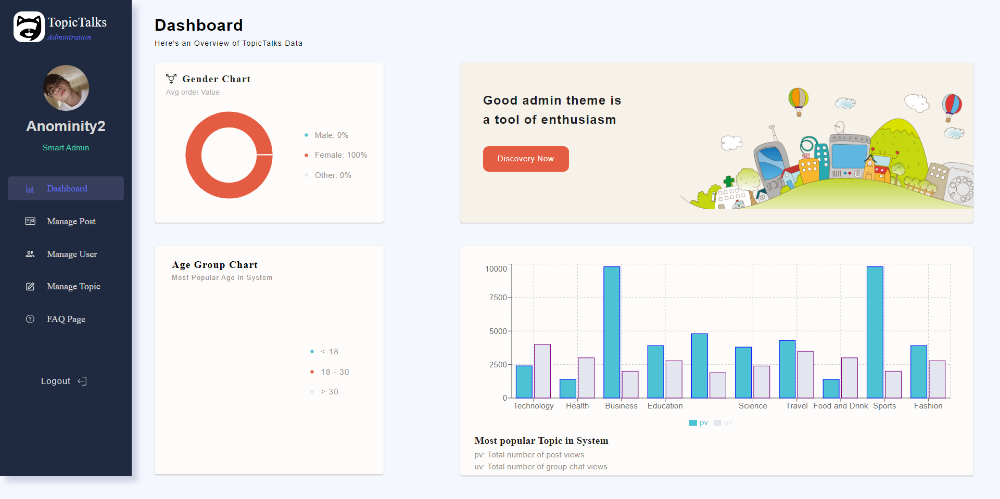 TopicTalks
Admintration
Anominity2
Smart Admin
Dashboard
Manage Post
Manage User
Manage Topic
FAQ Page
Logout
Dashboard
Here's an Overview of TopicTalks Data
Gender Chart
Avg order Value
Male: 0%
Female: 100%
Other: 0%
Good admin theme is
a tool of enthusiasm
Discovery Now
Age Group Chart
Most Popular Age in System
< 18
18 - 30
> 30
10000
7500
5000
2500
0
Technology Health Business Education Science Travel Food and Drink Sports Fashion
pv uv
Most popular Topic in System
pv: Total number of post views
uv: Total number of group chat views